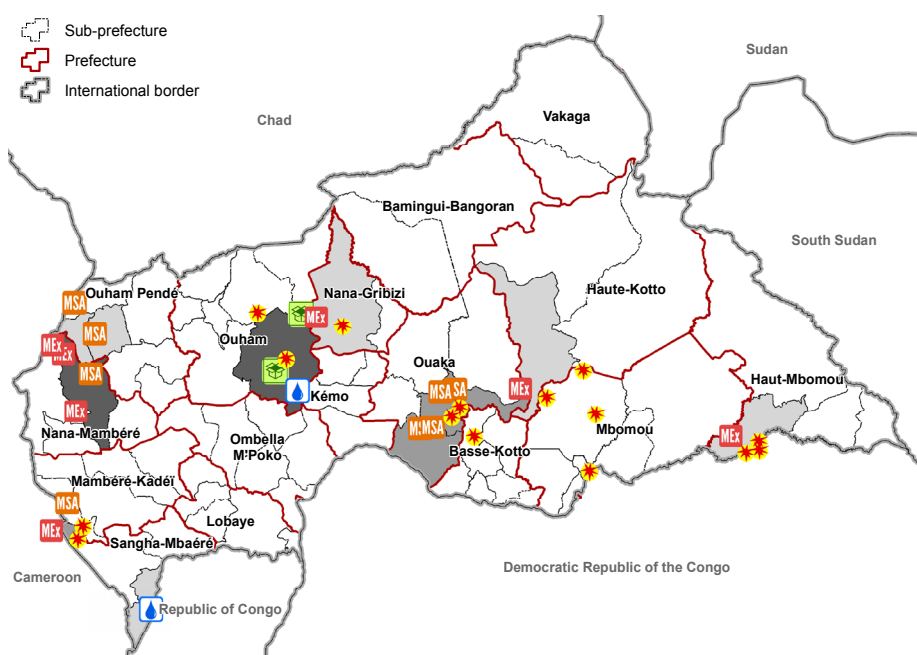 Sub-prefecture
Prefecture
International border
Sudan
Chad
Vakaga
Bamingui-Bangoran
South Sudan
MSA
Ouham Pendé
Nana-Gribizi
Haute-Kotto
MEx
MSA
Ouham
MEx
MEx
MSA
Ouaka
Haut-Mbomou
MSA
SA
MEx
Kémo
MEx
Nana-Mambéré
MSA
Mbomou
MEx
Ombella
M'Poko
Basse-Kotto
Mambéré-Kadéï
MSA
Lobaye
MEx
Sangha-Mbaéré
Cameroon
Democratic Republic of the Congo
Republic of Congo